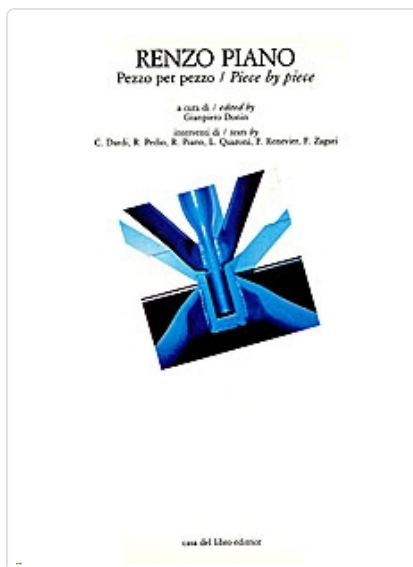 RENZO PIANO
Pezzo per pezzo / Piece by piece
a cura di / edited by
Gianpiero Donin
interventi di / texts by
C. Dardi, R. Pedio, R. Piano, L. Quaroni, F. Renevier, F. Zagari
casa del libro editrice